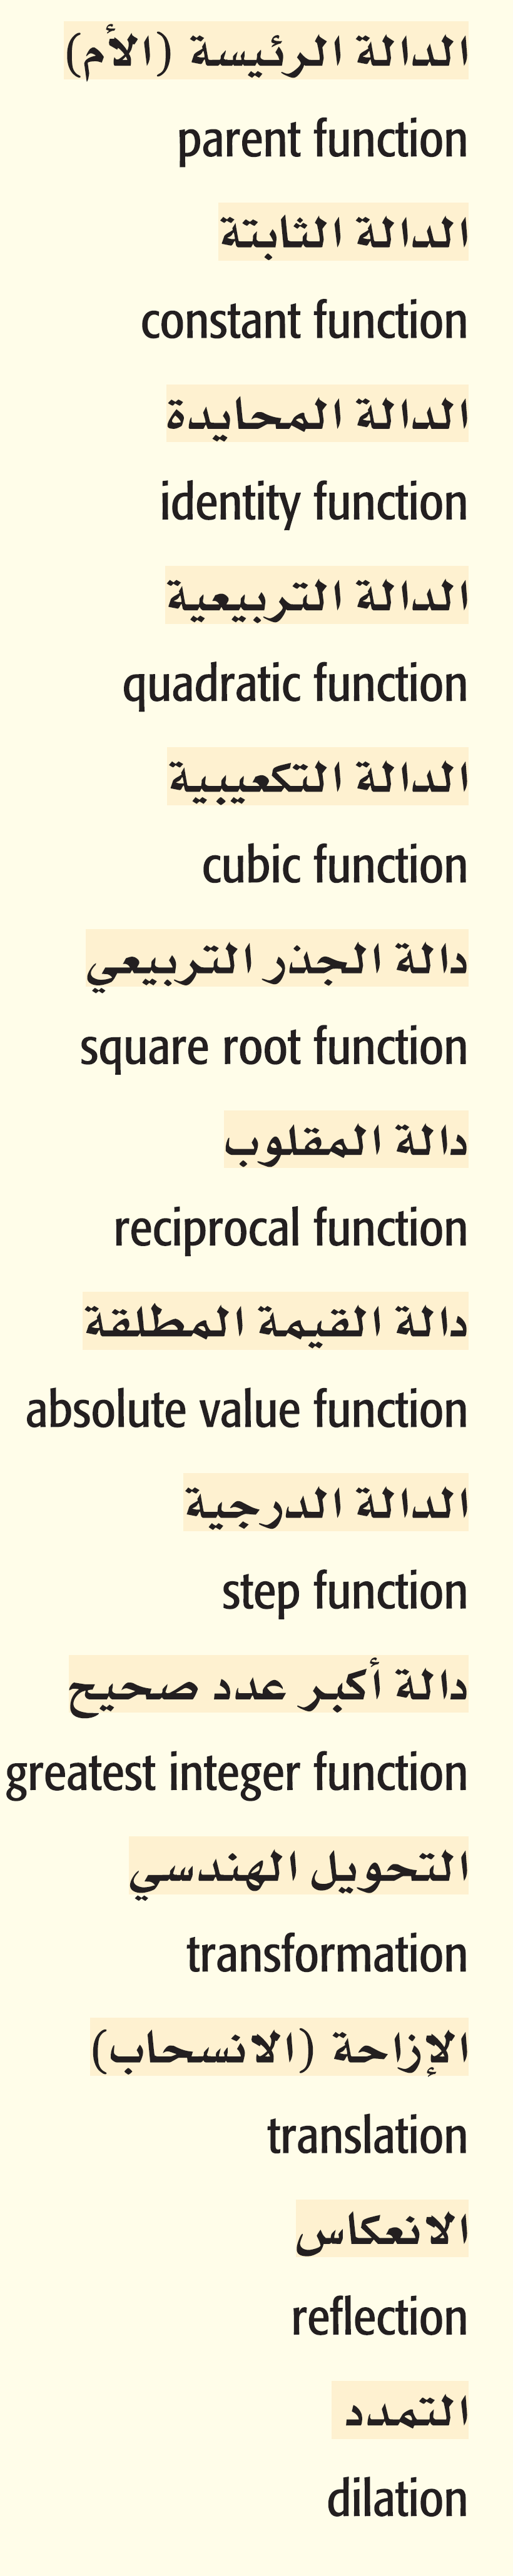 الدالة الرئيسة (الأم)
parent function
الدالة الثابتة
constant function
الدالة المحايدة
identity function
الدالة التربيعية
quadratic function
الدالة التكعيبية
cubic function
دالة الجذر التربيعي
square root function
دالة المقلوب
reciprocal function
دالة القيمة المطلقة
absolute value function
الدالة الدرجية
step function
دالة أكبر عدد صحيح
greatest integer function
التحويل الهندسي
transformation
الإزاحة (الانسحاب)
translation
الانعكاس
reflection
التمدد
dilation